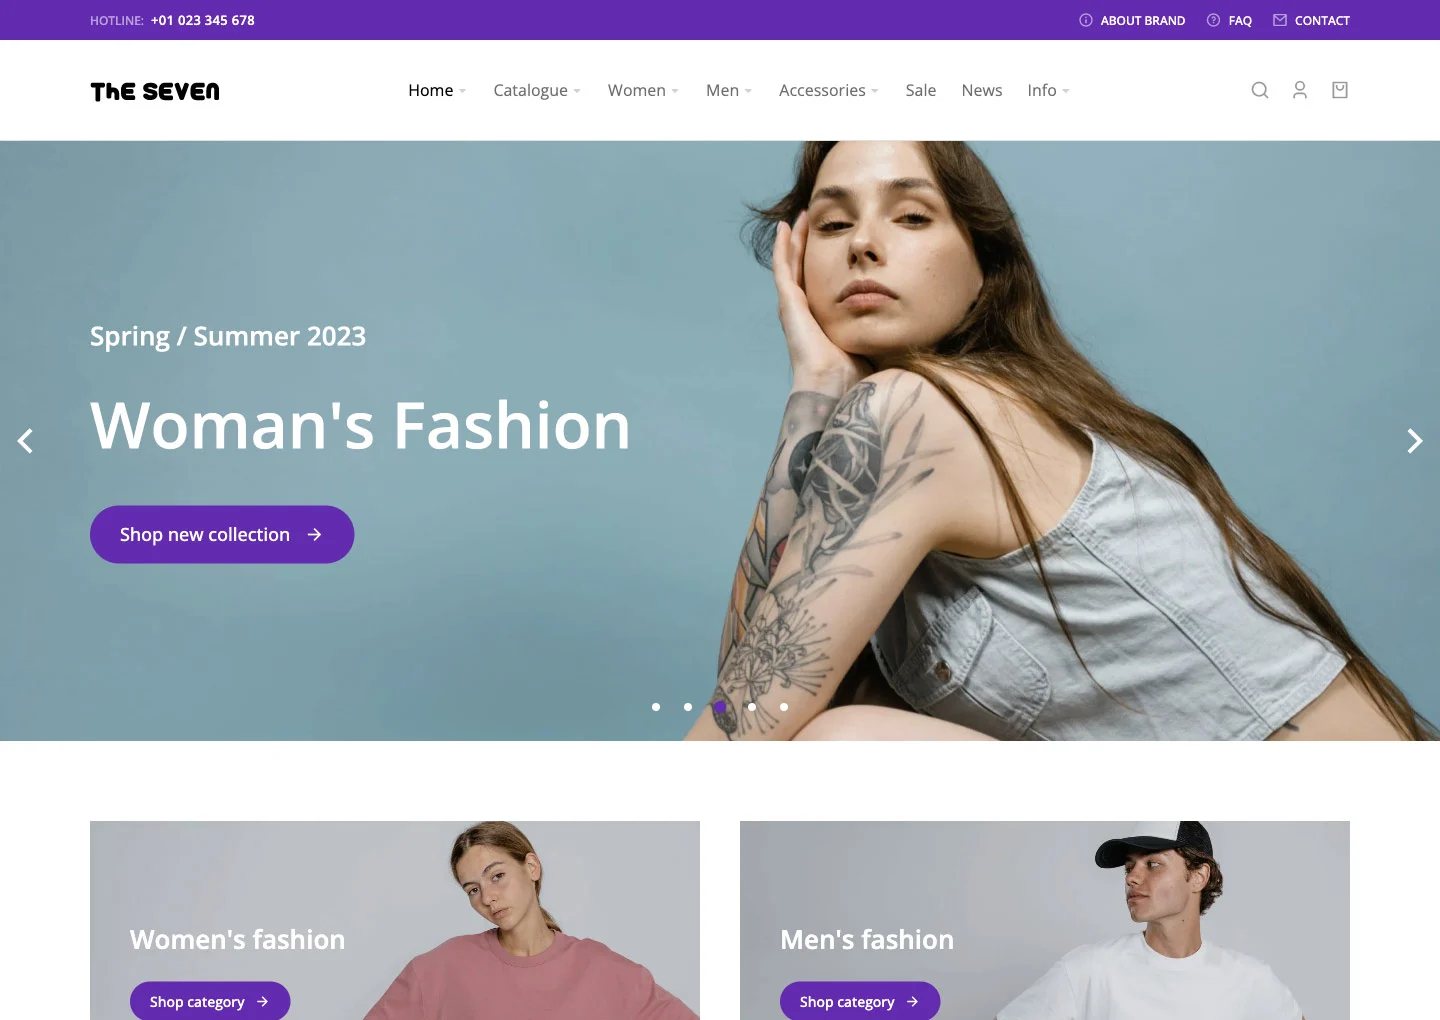 HOTLINE: +01 023 345 678
ABOUT BRAND
FAQ
CONTACT
THE SEVEN
Home
Catalogue
Women
Men
Accessories
Sale
News
Info
Spring / Summer 2023
Woman's Fashion
Shop new collection
Women's fashion
Men's fashion
Shop category
Shop category